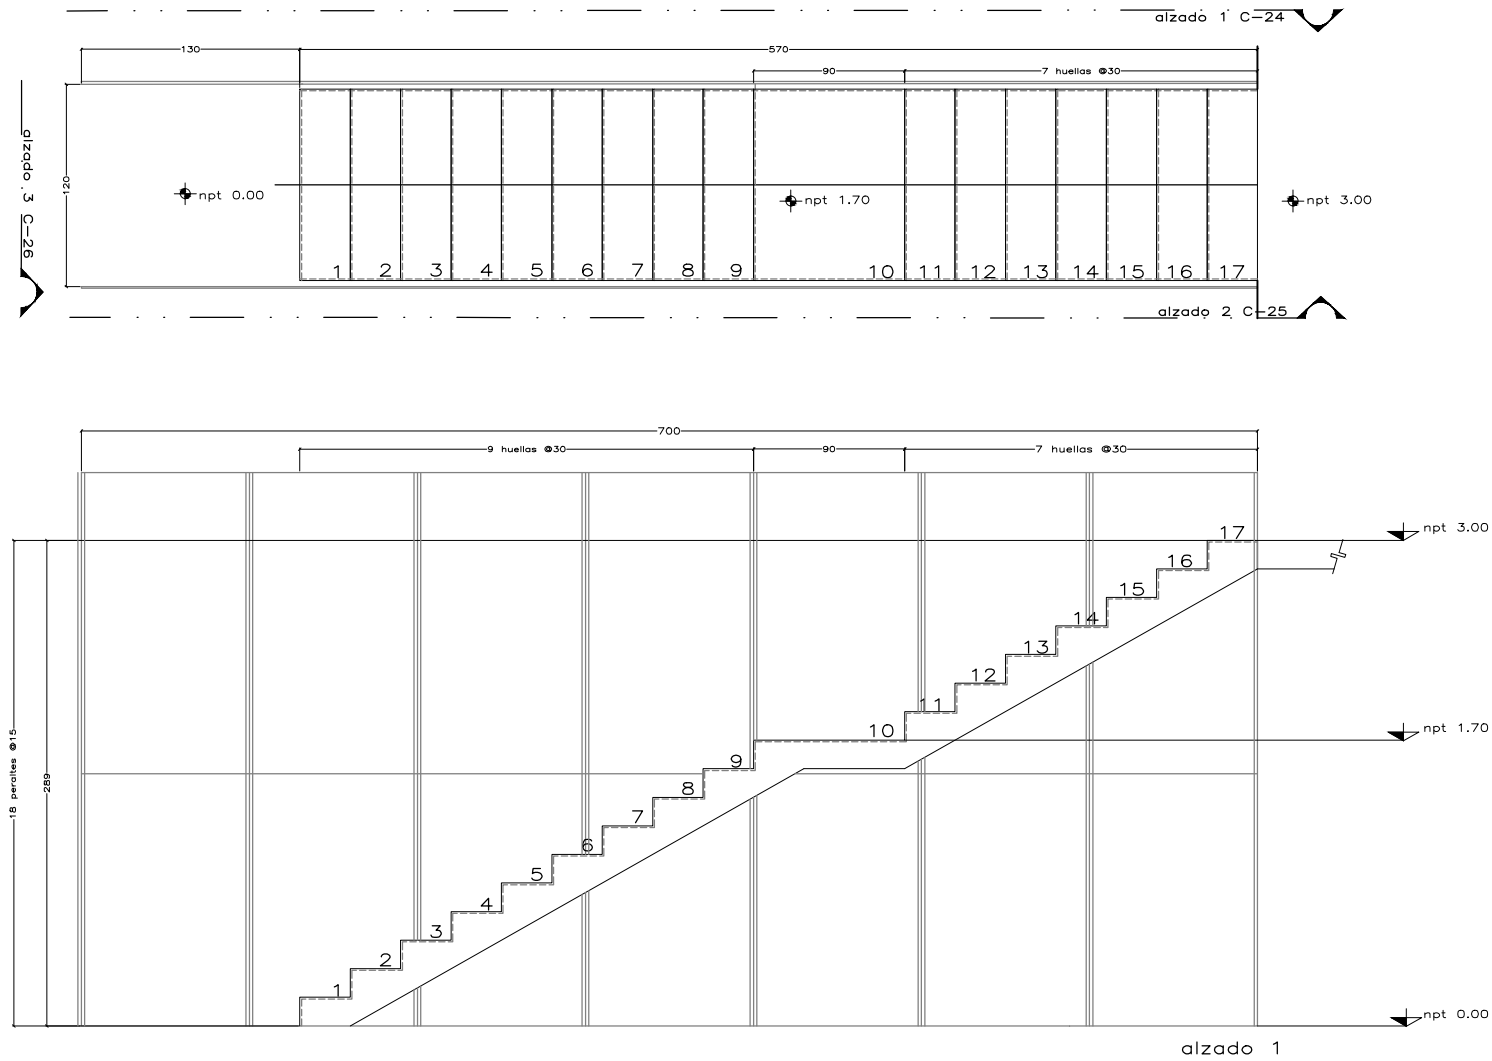 alzado 1 C-24
130
570
90
7 huellas @30
alzado 3 C-26
120
npt 0.00
npt 1.70
npt 3.00
1 2 3 4 5 6 7 8 9 10 11 12 13 14 15 16 17
alzado 2 C-25
700
9 huellas @30
90
7 huellas @30
npt 3.00
17
16
15
14
13
12
11
10
npt 1.70
9
8
7
6
5
4
3
2
1
18 peraltes @15
289
npt 0.00
alzado 1